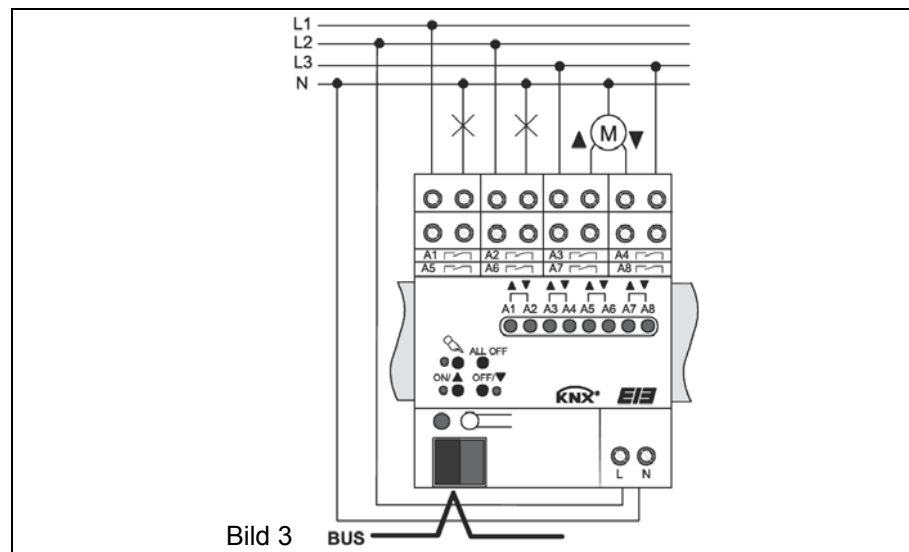 L1
L2
L3
N
▲ M ▼
A1 A2 A3 A4
A5 A6 A7 A8
▲ ▼ ▲ ▼ ▲ ▼ ▲ ▼
A1 A2 A3 A4 A5 A6 A7 A8
ALL OFF
ON/▲ OFF/▼
KNX® EIB
L N
Bild 3 BUS